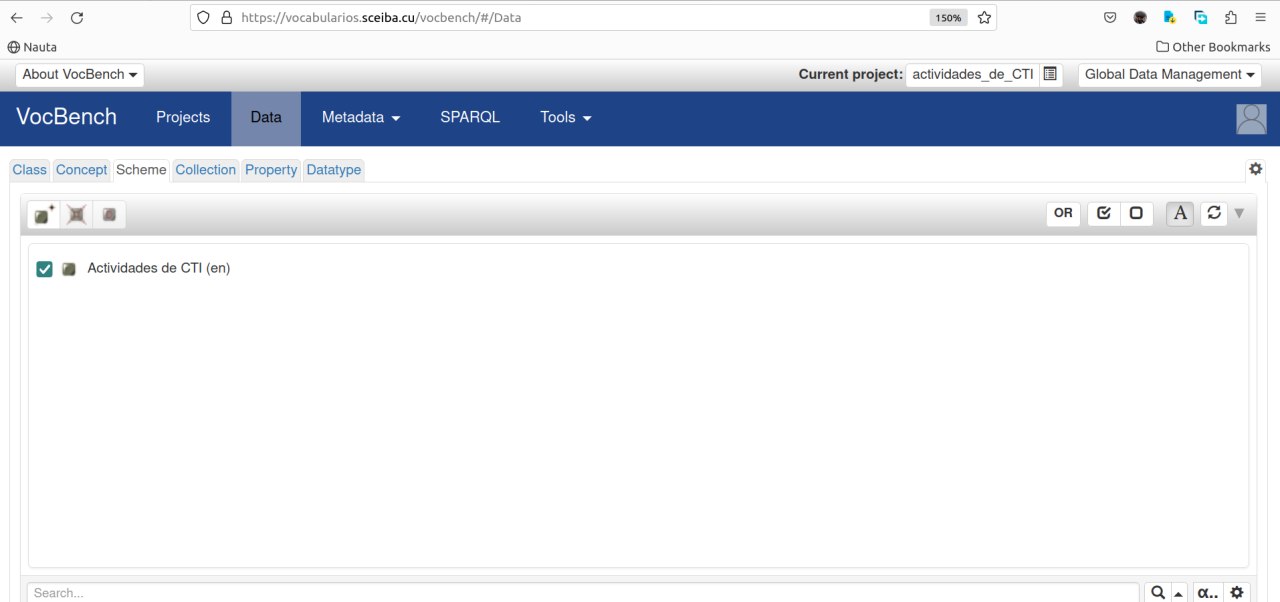 https://vocabularios.sceiba.cu/vocbench/#/Data 150%
Nauta Other Bookmarks
About VocBench Current project: actividades_de_CTI Global Data Management
VocBench Projects Data Metadata SPARQL Tools
Class Concept Scheme Collection Property Datatype
OR A
Actividades de CTI (en)
Search... α..